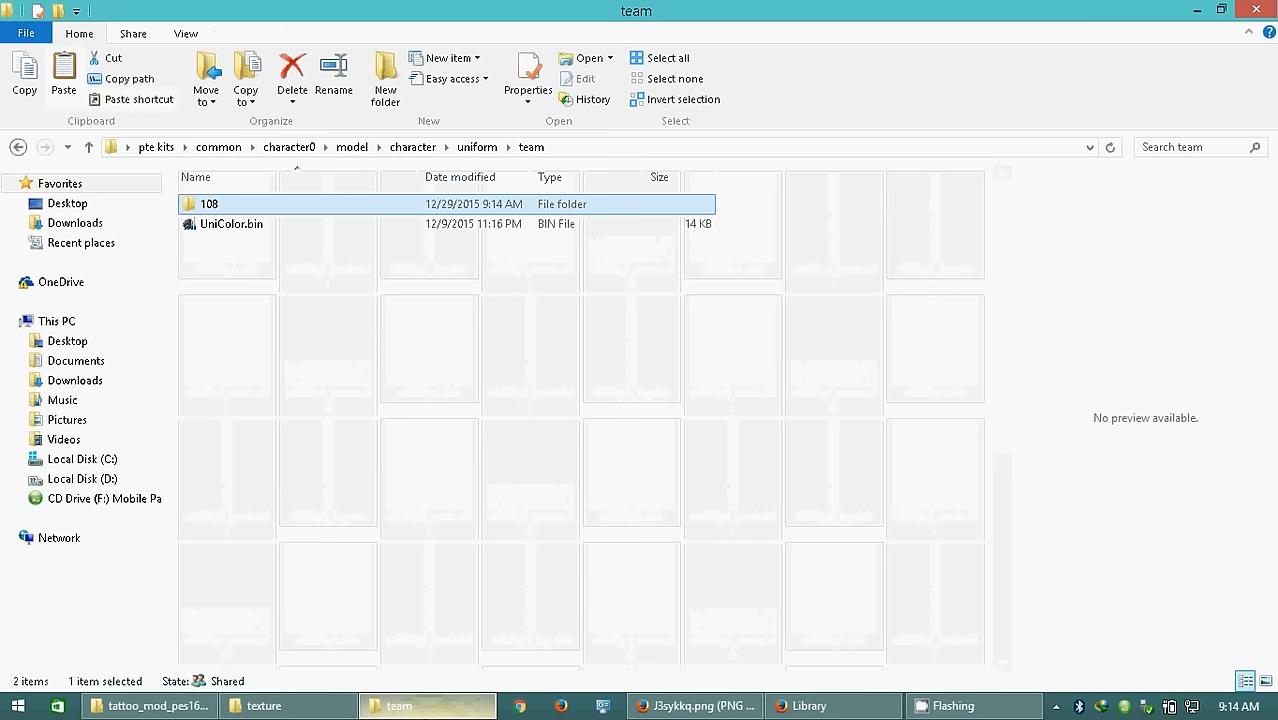 team
File Home Share View
Copy Paste Cut Copy path Paste shortcut Clipboard
Move to Copy to Delete Rename Organize
New folder New item Easy access New
Properties Open Edit History Open
Select all Select none Invert selection Select
pte kits common character0 model character uniform team
Search team
Name Date modified Type Size
108 12/29/2015 9:14 AM File folder
UniColor.bin 12/9/2015 11:16 PM BIN File 14 KB
Favorites
Desktop
Downloads
Recent places
OneDrive
This PC
Desktop
Documents
Downloads
Music
Pictures
Videos
Local Disk (C:)
Local Disk (D:)
CD Drive (F:) Mobile Pa
Network
No preview available.
2 items 1 item selected State: Shared
tattoo_mod_pes16... texture team J3sykkq.png (PNG ... Library Flashing 9:14 AM